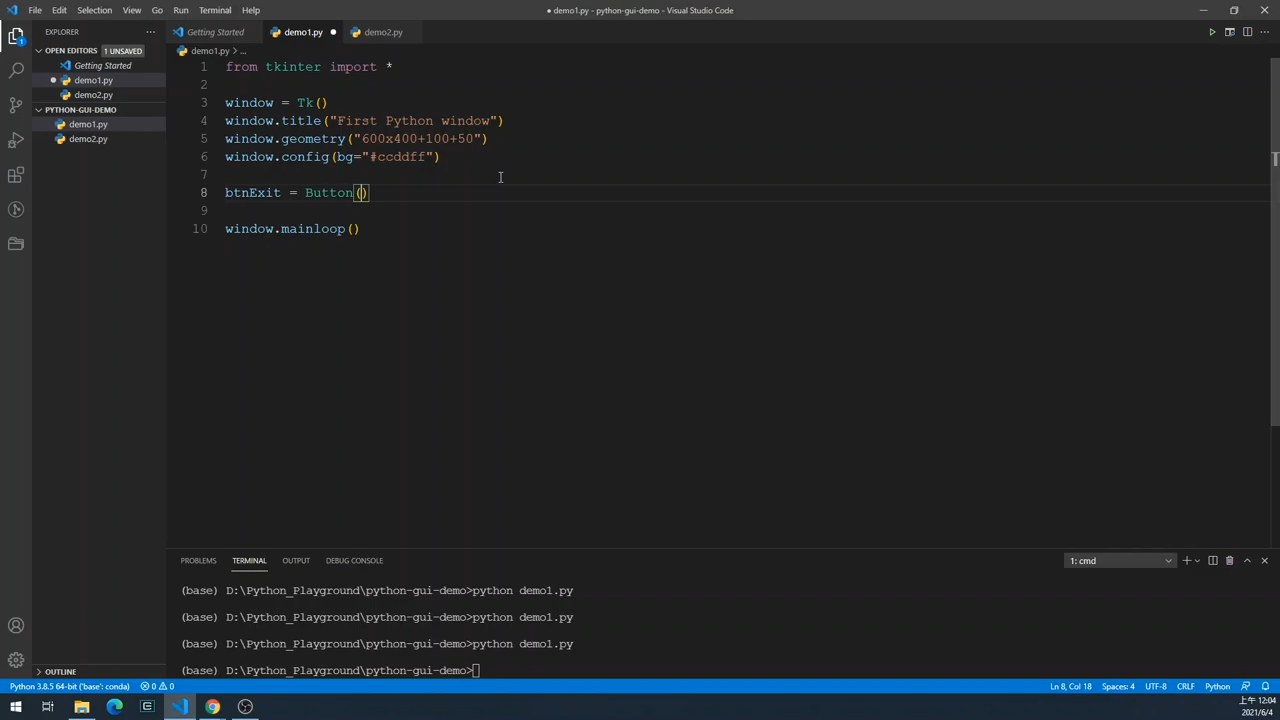 File Edit Selection View Go Run Terminal Help
● demo1.py - python-gui-demo - Visual Studio Code
EXPLORER
OPEN EDITORS 1 UNSAVED
Getting Started
demo1.py
demo2.py
PYTHON-GUI-DEMO
demo1.py
demo2.py
OUTLINE
Getting Started demo1.py ● demo2.py
demo1.py > ...
1 from tkinter import *
2
3 window = Tk()
4 window.title("First Python window")
5 window.geometry("600x400+100+50")
6 window.config(bg="#ccddff")
7
8 btnExit = Button()
9
10 window.mainloop()
PROBLEMS TERMINAL OUTPUT DEBUG CONSOLE
1: cmd
(base) D:\Python_Playground\python-gui-demo>python demo1.py
(base) D:\Python_Playground\python-gui-demo>python demo1.py
(base) D:\Python_Playground\python-gui-demo>python demo1.py
(base) D:\Python_Playground\python-gui-demo>
Python 3.8.5 64-bit ('base': conda) 0 0
Ln 8, Col 18 Spaces: 4 UTF-8 CRLF Python
上午 12:04
2021/6/4